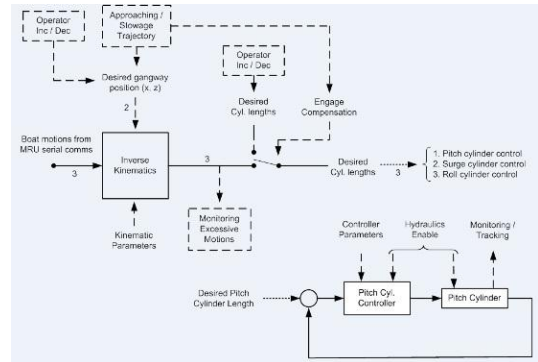 Operator
Inc / Dec
Approaching /
Slowage
Trajectory
Operator
Inc / Dec
Desired gangway
position (x, z)
2
Desired
Cyl. lengths
Engage
Compensation
Boat motions from
MRU serial comms
3
Inverse
Kinematics
3
Desired
Cyl. lengths
3
1. Pitch cylinder control
2. Surge cylinder control
3. Roll cylinder control
Kinematic
Parameters
Monitoring
Excessive
Motions
Controller
Parameters
Hydraulics
Enable
Monitoring /
Tracking
Desired Pitch
Cylinder Length
Pitch Cyl.
Controller
Pitch Cylinder